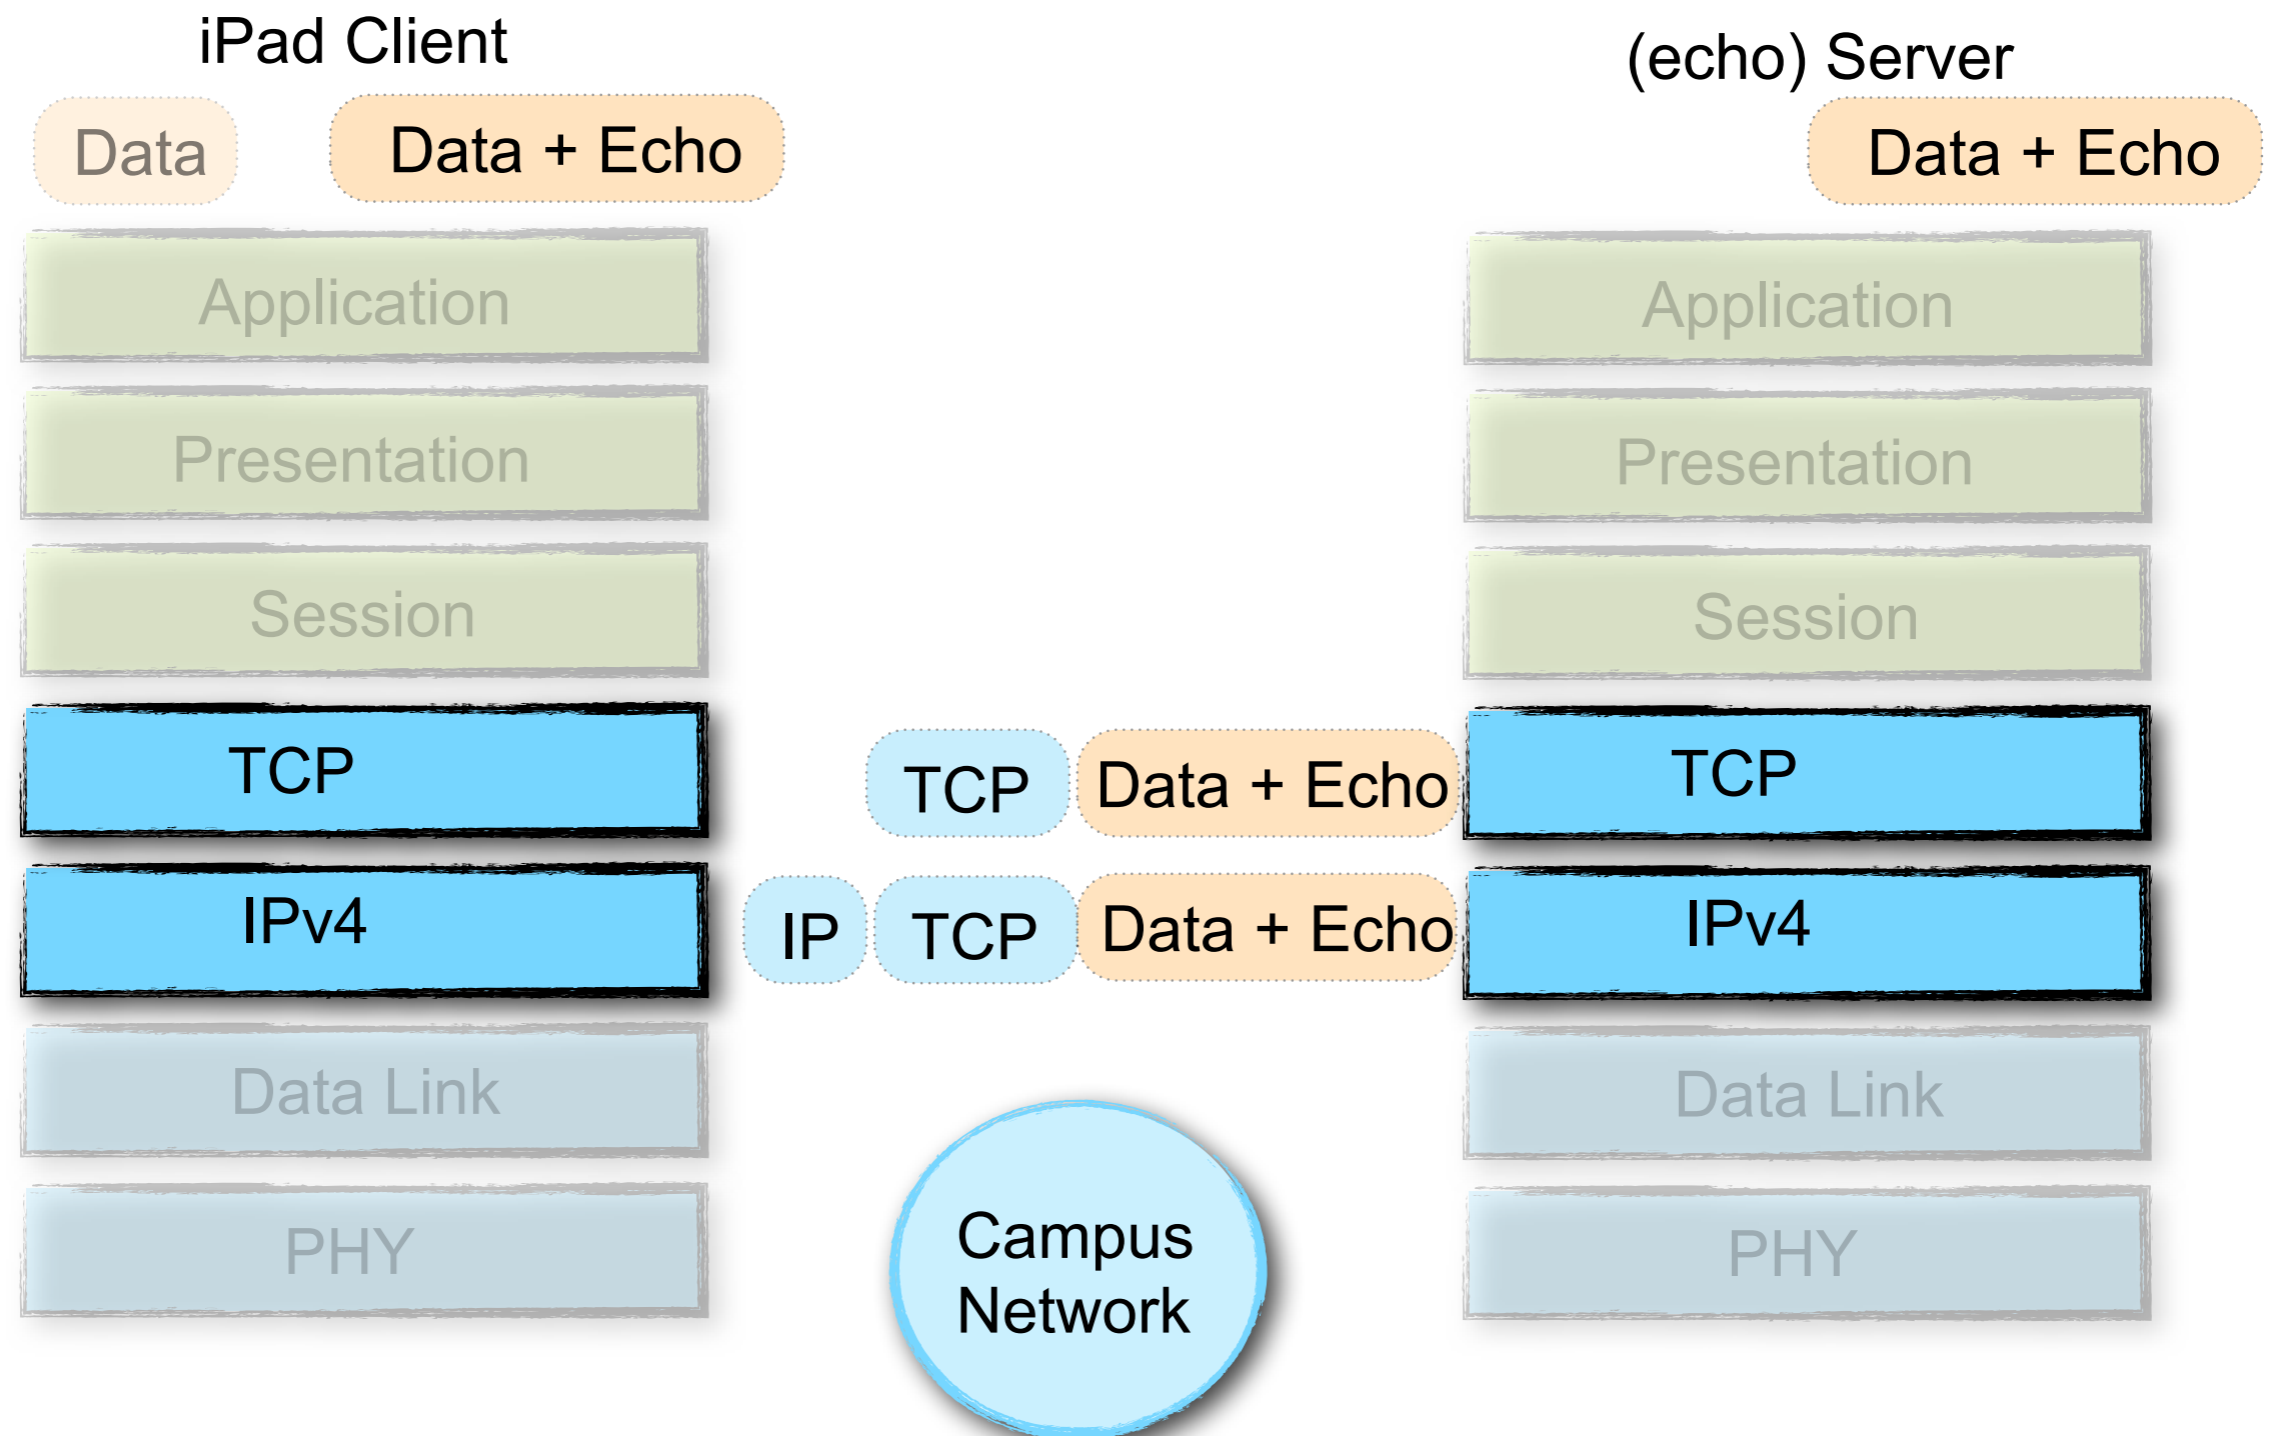 iPad Client
(echo) Server
Data
Data + Echo
Data + Echo
Application
Application
Presentation
Presentation
Session
Session
TCP
TCP
Data + Echo
TCP
IPv4
IP
TCP
Data + Echo
IPv4
Data Link
Data Link
PHY
Campus
Network
PHY